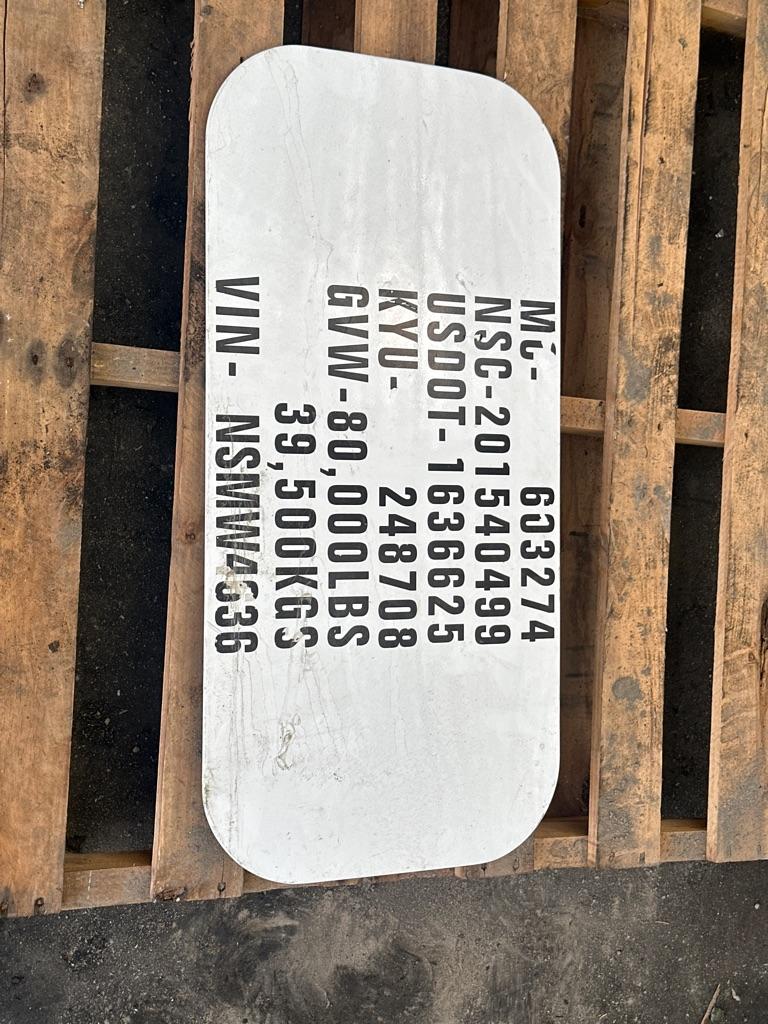 MC- 603274
NSC-201540499
USDOT-1636625
KYU- 248708
GVW-80,000LBS
39,500KGS
VIN- NSMW4636